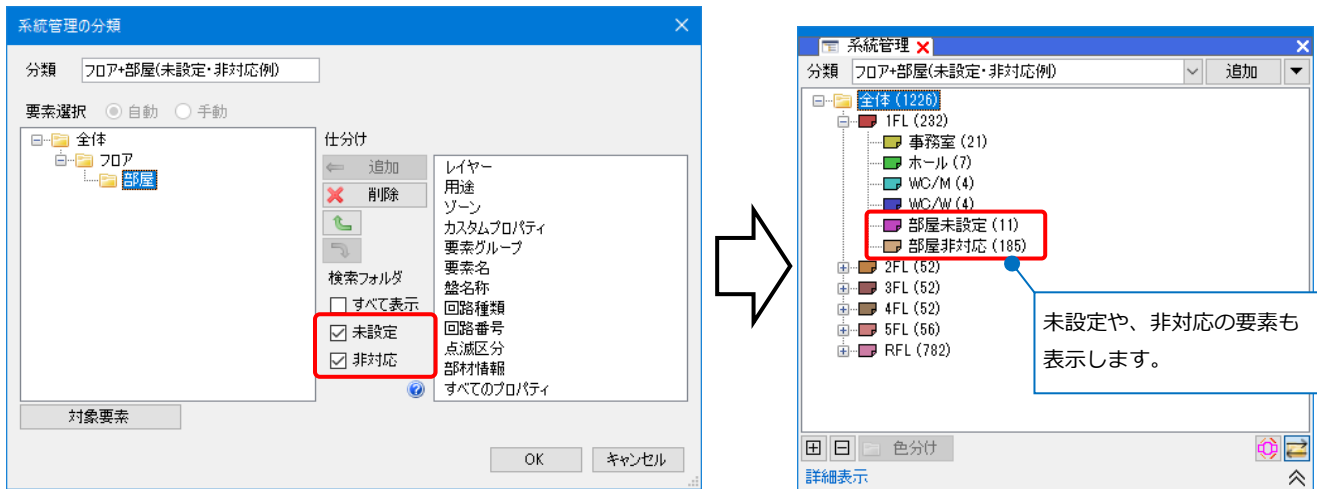 系統管理の分類
分類 フロア+部屋(未設定・非対応例)
要素選択 自動 手動
全体
フロア
部屋
仕分け
追加
削除
検索フォルダ
すべて表示
未設定
非対応
レイヤー
用途
ゾーン
カスタムプロパティ
要素グループ
要素名
盤名称
回路種類
回路番号
点滅区分
部材情報
すべてのプロパティ
対象要素
OK キャンセル
系統管理
分類 フロア+部屋(未設定・非対応例) 追加
全体 (1226)
1FL (232)
事務室 (21)
ホール (7)
WC/M (4)
WC/W (4)
部屋未設定 (11)
部屋非対応 (185)
2FL (52)
3FL (52)
4FL (52)
5FL (56)
RFL (782)
未設定や、非対応の要素も
表示します。
色分け
詳細表示